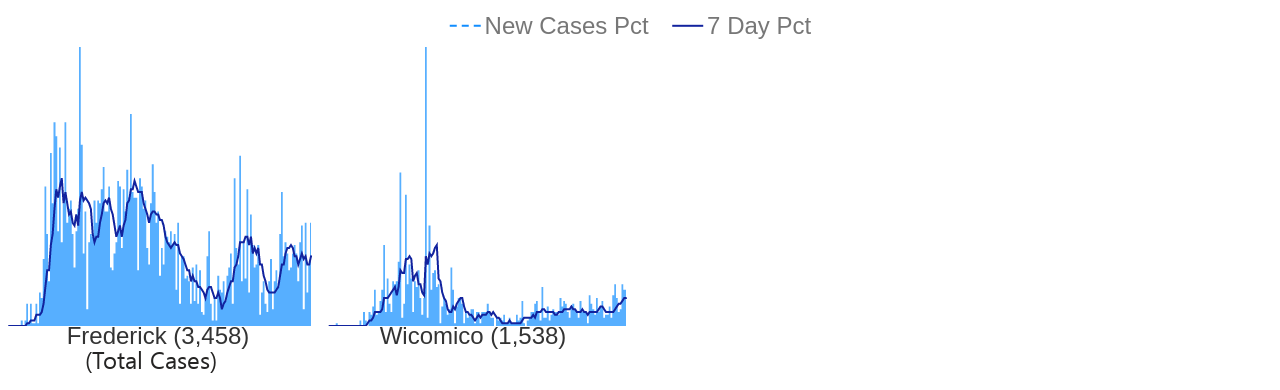 New Cases Pct 7 Day Pct
Frederick (3,458) Wicomico (1,538)
(Total Cases)